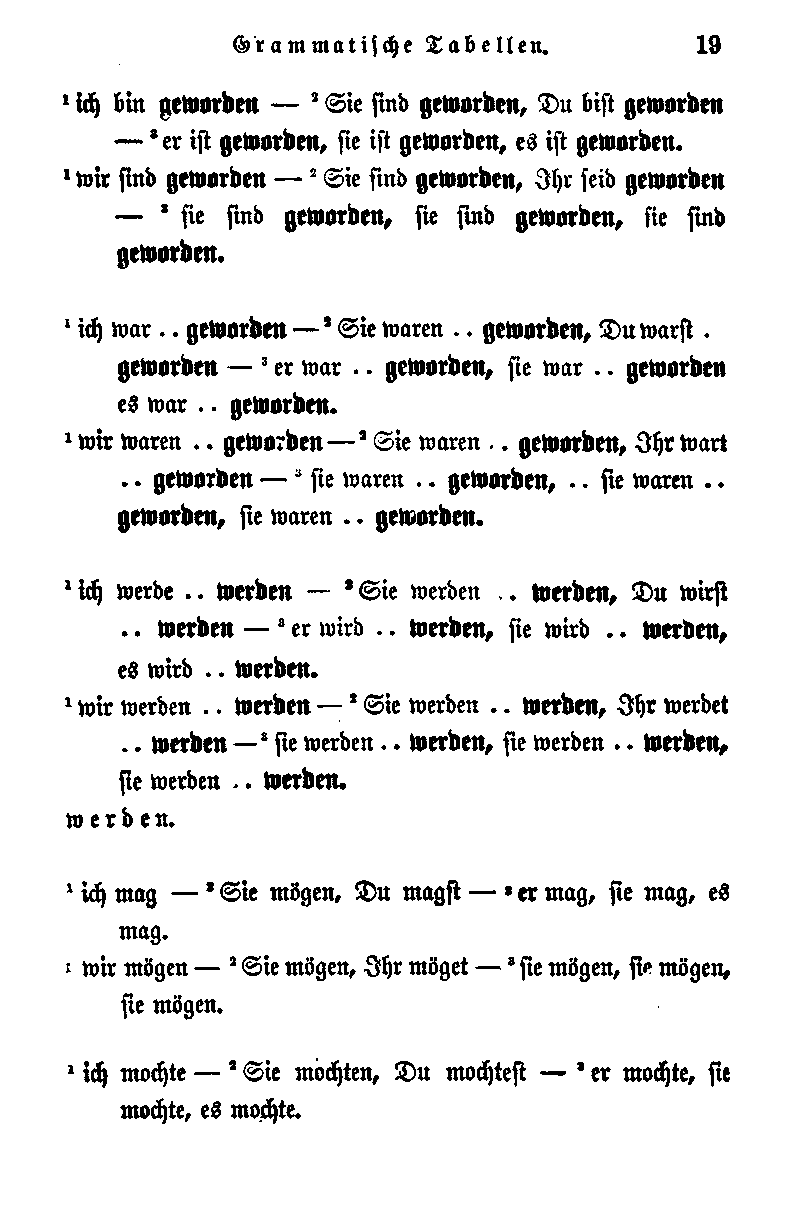 Grammatische Tabellen. 19
¹ ich bin geworden — ² Sie sind geworden, Du bist geworden
— ³ er ist geworden, sie ist geworden, es ist geworden.
¹ wir sind geworden — ² Sie sind geworden, Ihr seid geworden
— ³ sie sind geworden, sie sind geworden, sie sind
geworden.
¹ ich war .. geworden — ² Sie waren .. geworden, Du warst .
geworden — ³ er war .. geworden, sie war .. geworden
es war .. geworden.
¹ wir waren .. geworden — ² Sie waren .. geworden, Ihr wart
.. geworden — ³ sie waren .. geworden, .. sie waren ..
geworden, sie waren .. geworden.
¹ ich werde .. werden — ² Sie werden .. werden, Du wirst
.. werden — ³ er wird .. werden, sie wird .. werden,
es wird .. werden.
¹ wir werden .. werden — ² Sie werden .. werden, Ihr werdet
.. werden — ³ sie werden .. werden, sie werden .. werden,
sie werden .. werden.
werden.
¹ ich mag — ² Sie mögen, Du magst — ³ er mag, sie mag, es
mag.
¹ wir mögen — ² Sie mögen, Ihr möget — ³ sie mögen, sie mögen,
sie mögen.
¹ ich mochte — ² Sie mochten, Du mochtest — ³ er mochte, sie
mochte, es mochte.